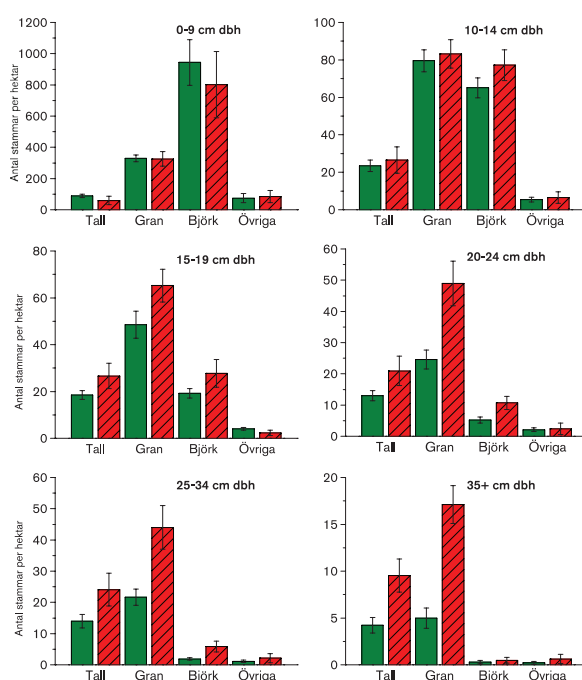 0-9 cm dbh
Antal stammar per hektar
1200
1000
800
600
400
200
0
Tall Gran Björk Övriga
10-14 cm dbh
100
80
60
40
20
0
Tall Gran Björk Övriga
15-19 cm dbh
Antal stammar per hektar
80
60
40
20
0
Tall Gran Björk Övriga
20-24 cm dbh
60
50
40
30
20
10
0
Tall Gran Björk Övriga
25-34 cm dbh
Antal stammar per hektar
60
50
40
30
20
10
0
Tall Gran Björk Övriga
35+ cm dbh
20
15
10
5
0
Tall Gran Björk Övriga